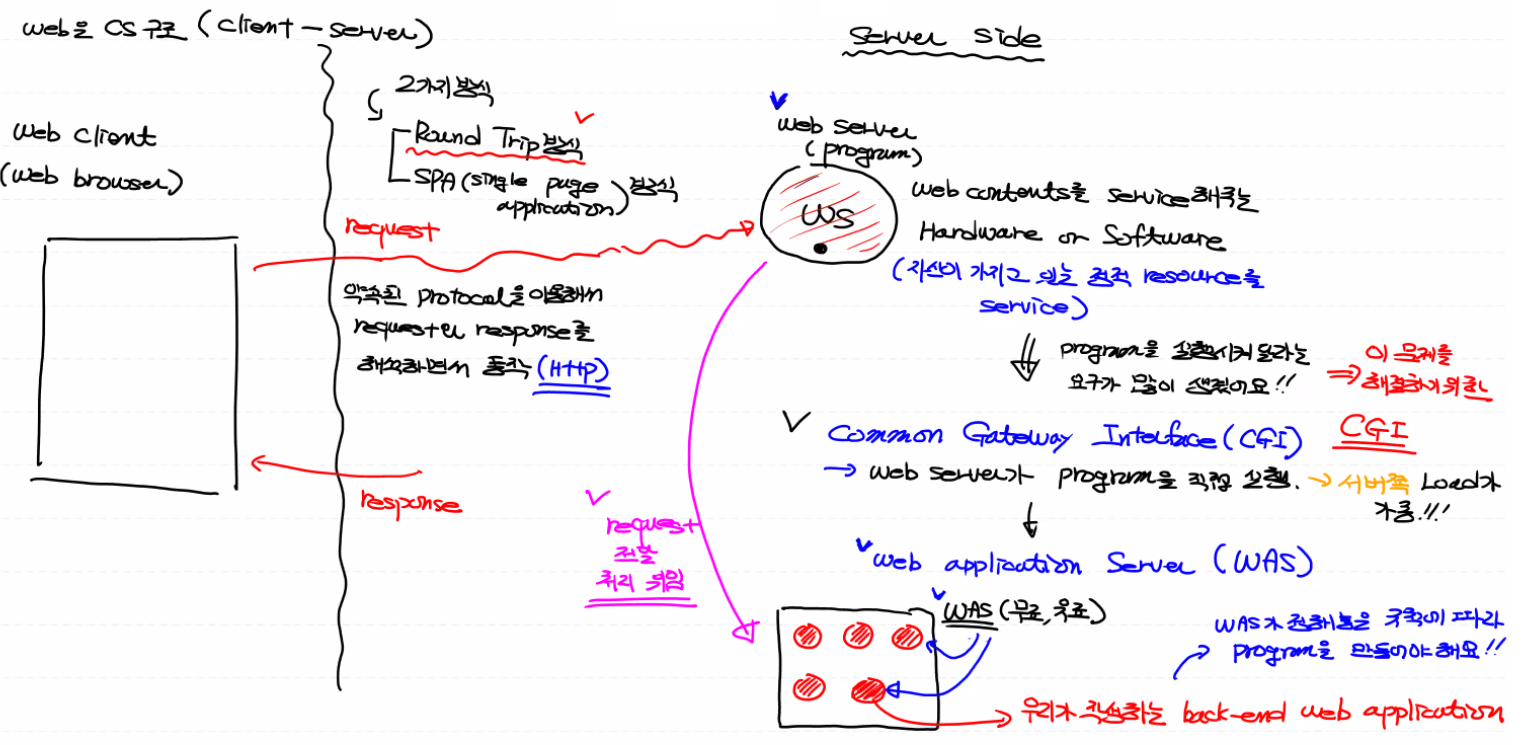 web은 CS구조 (client - server)
server side
2가지 방식
Round Trip방식
SPA(single page application) 방식
web client
(web browser)
request
약속된 protocol을 이용해서
request와 response를
해석하면서 동작 (HTTP)
response
web server
(program)
WS
web contents를 service해주는
Hardware or Software
(자신이 가지고 있는 정적 resource를
service)
program을 실행시켜 달라는
요구가 많이 생겼어요!!
⇒ 이 문제를
해결하기위한
CGI
Common Gateway Interface(CGI)
→ web server가 program을 직접 실행. → 서버쪽 Load가
가중!!!
web application Server (WAS)
request
전달
처리 위임
WAS (무료, 유료)
WAS가 정해놓은 규칙에 따라
program을 만들어야해요!!
우리가 작성하는 back-end web application